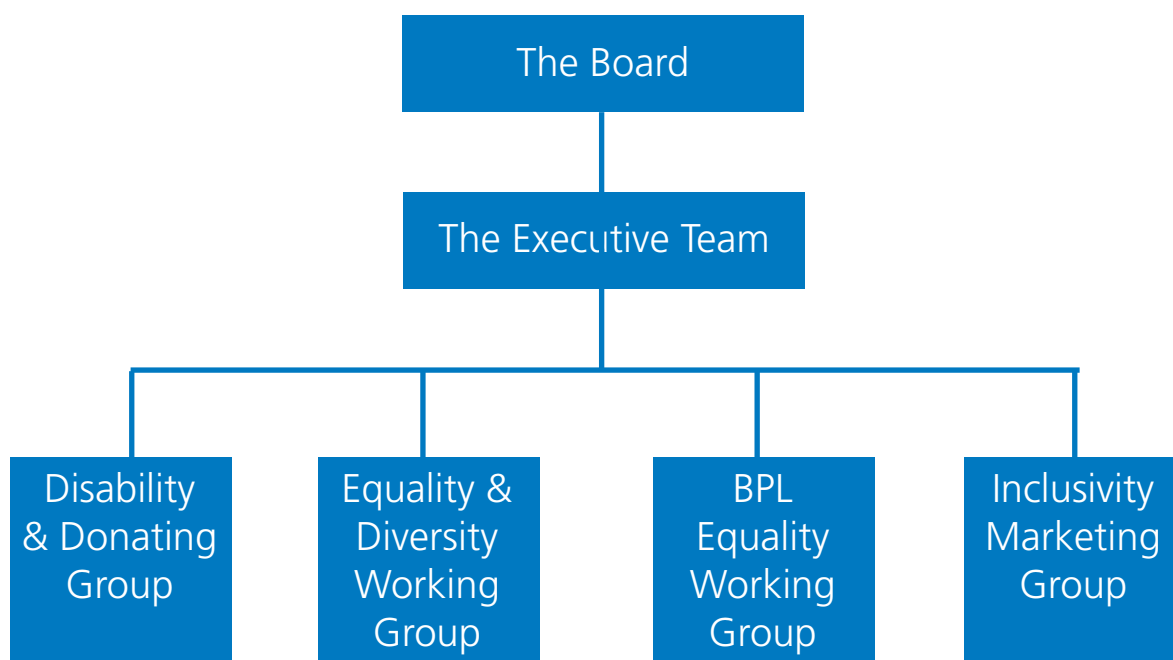 The Board
The Executive Team
Disability
& Donating
Group
Equality &
Diversity
Working
Group
BPL
Equality
Working
Group
Inclusivity
Marketing
Group